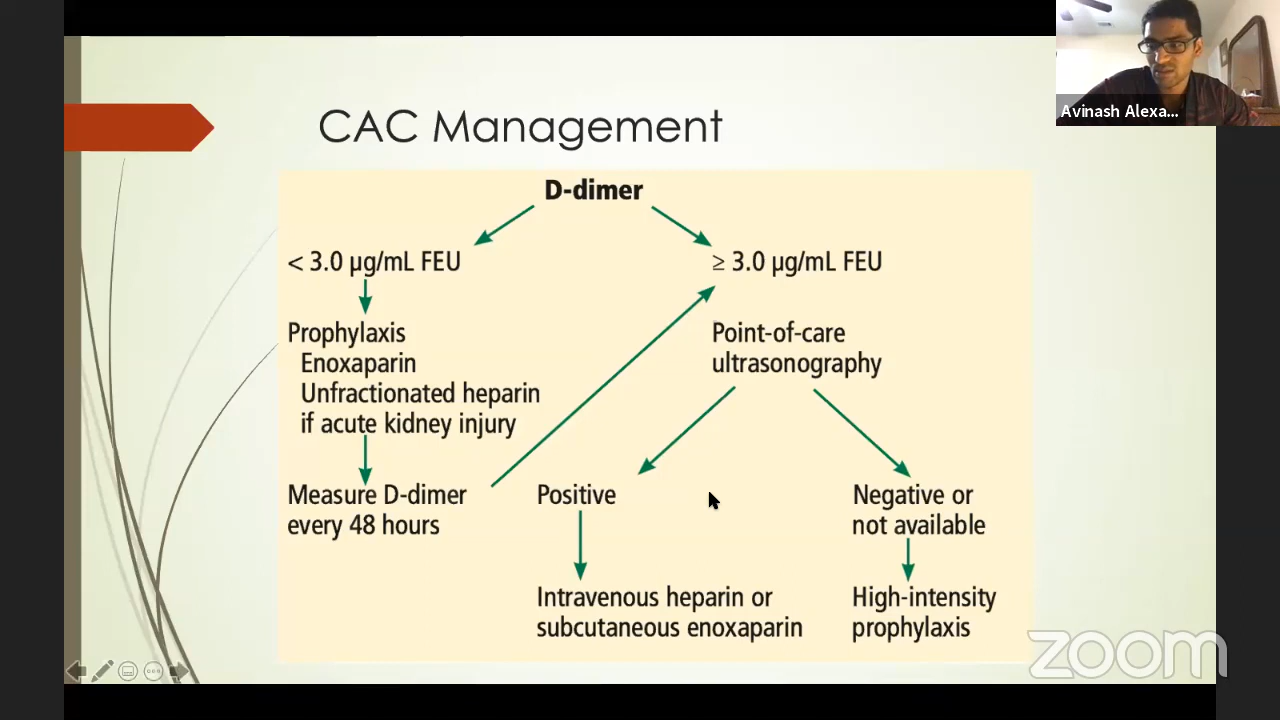 Avinash Alexa...
CAC Management
D-dimer
< 3.0 µg/mL FEU
≥ 3.0 µg/mL FEU
Prophylaxis
Enoxaparin
Unfractionated heparin
if acute kidney injury
Point-of-care
ultrasonography
Measure D-dimer
every 48 hours
Positive
Negative or
not available
Intravenous heparin or
subcutaneous enoxaparin
High-intensity
prophylaxis
zoom